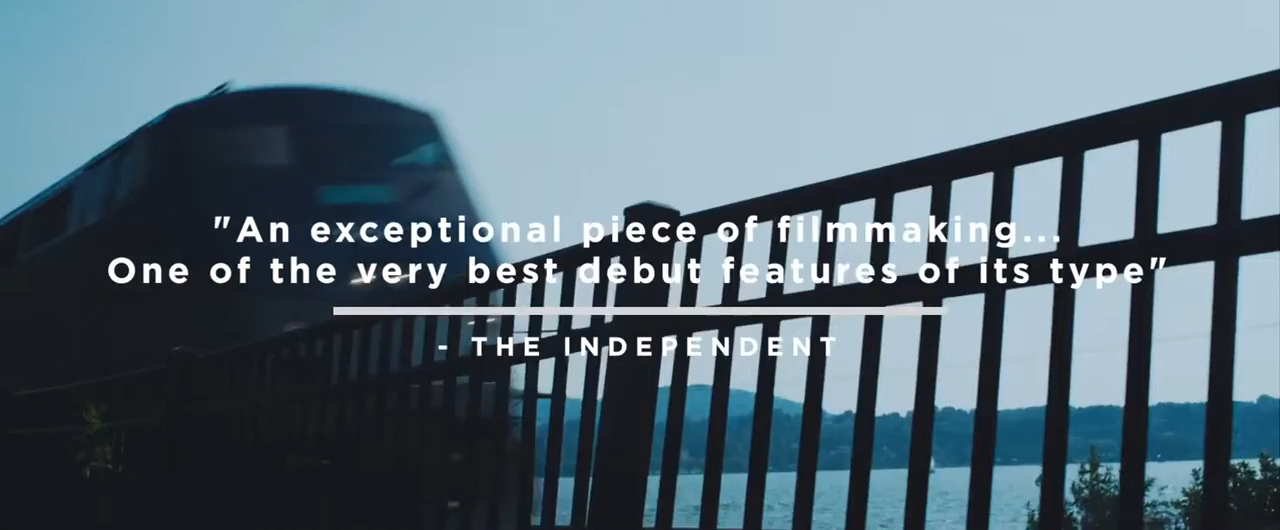 "An exceptional piece of filmmaking...
One of the very best debut features of its type"
- THE INDEPENDENT